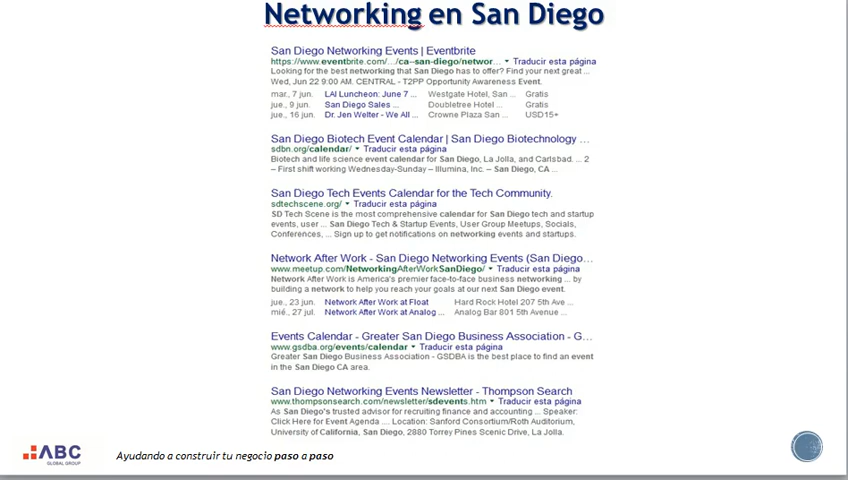 Networking en San Diego
San Diego Networking Events | Eventbrite
https://www.eventbrite.com/.../ca--san-diego/networ... ▼ Traducir esta página
Looking for the best networking that San Diego has to offer? Find your next great ...
Wed, Jun 22 9:00 AM. CENTRAL - T2PP Opportunity Awareness Event.
mar., 7 jun. LAI Luncheon: June 7 ... Westgate Hotel, San ... Gratis
jue., 9 jun. San Diego Sales ... Doubletree Hotel ... Gratis
jue., 16 jun. Dr. Jen Welter - We All ... Crowne Plaza San ... USD15+
San Diego Biotech Event Calendar | San Diego Biotechnology ...
sdbn.org/calendar/ ▼ Traducir esta página
Biotech and life science event calendar for San Diego, La Jolla, and Carlsbad. ... 2
– First shift working Wednesday-Sunday – Illumina, Inc. – San Diego, CA ...
San Diego Tech Events Calendar for the Tech Community.
sdtechscene.org/ ▼ Traducir esta página
SD Tech Scene is the most comprehensive calendar for San Diego tech and startup
events, user ... San Diego Tech & Startup Events, User Group Meetups, Socials,
Conferences, ... Sign up to get notifications on networking events and startups.
Network After Work - San Diego Networking Events (San Diego...
www.meetup.com/NetworkingAfterWorkSanDiego/ ▼ Traducir esta página
Network After Work is America's premier face-to-face business networking ... by
building a network to help you reach your goals at our next San Diego event.
jue., 23 jun. Network After Work at Float Hard Rock Hotel 207 5th Ave ...
mié., 27 jul. Network After Work at Analog ... Analog Bar 801 5th Avenue ...
Events Calendar - Greater San Diego Business Association - G...
www.gsdba.org/events/calendar ▼ Traducir esta página
Greater San Diego Business Association - GSDBA is the best place to find an event
in the San Diego CA area.
San Diego Networking Events Newsletter - Thompson Search
www.thompsonsearch.com/newsletter/sdevents.htm ▼ Traducir esta página
As San Diego's trusted advisor for recruiting finance and accounting ... Speaker:
Click Here for Event Agenda .... Location: Sanford Consortium/Roth Auditorium,
University of California, San Diego, 2880 Torrey Pines Scenic Drive, La Jolla.
ABC
GLOBAL GROUP
Ayudando a construir tu negocio paso a paso